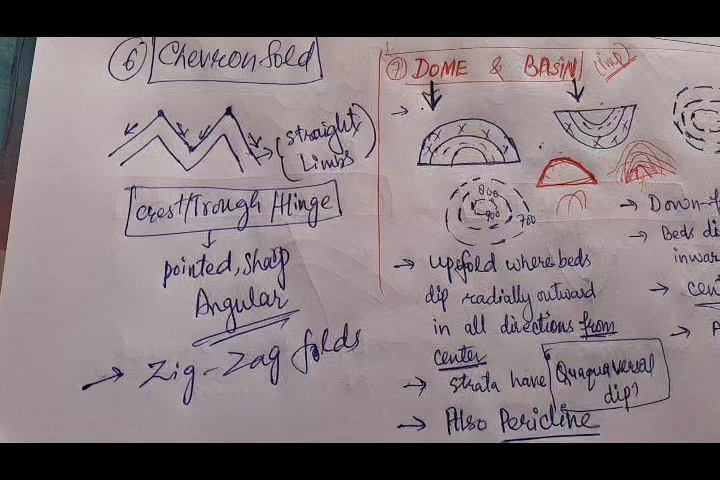 ⑥ Chevron fold
(straight
Limbs)
Crest/Trough/Hinge
pointed, sharp
Angular
→ Zig-Zag folds
⑦ DOME & BASIN (imp)
800
900
700
→ upfold where beds
dip radially outward
in all directions from
center
→ strata have Quaquaversal
dip?
→ Also Pericline
→ Down-f
→ Beds di
inwar
→ cen
→ A